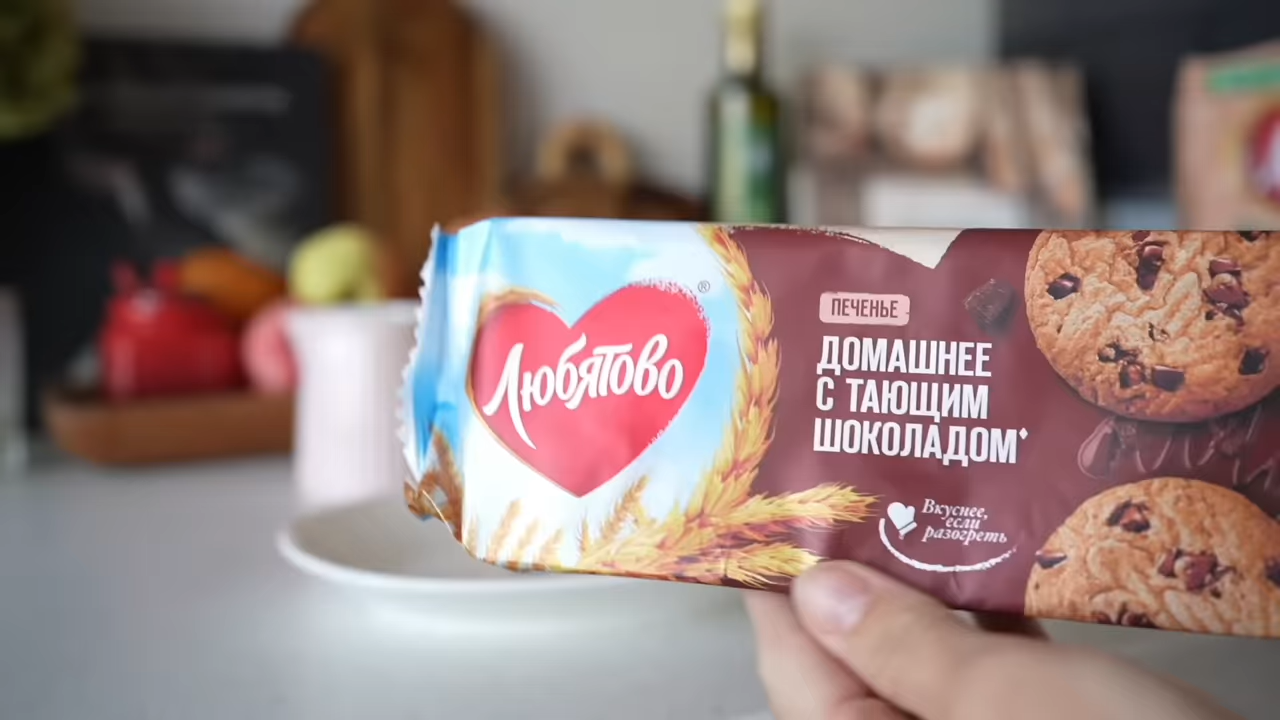 Любятово
®
ПЕЧЕНЬЕ
ДОМАШНЕЕ
С ТАЮЩИМ
ШОКОЛАДОМ
Вкуснее,
если
разогреть